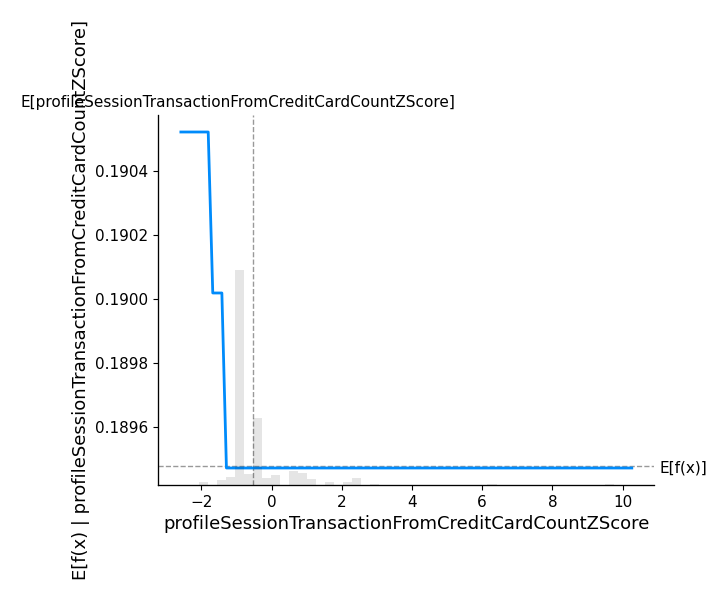 E[profileSessionTransactionFromCreditCardCountZScore]
E[f(x) | profileSessionTransactionFromCreditCardCountZScore]
0.1904
0.1902
0.1900
0.1898
0.1896
E[f(x)]
−2 0 2 4 6 8 10
profileSessionTransactionFromCreditCardCountZScore